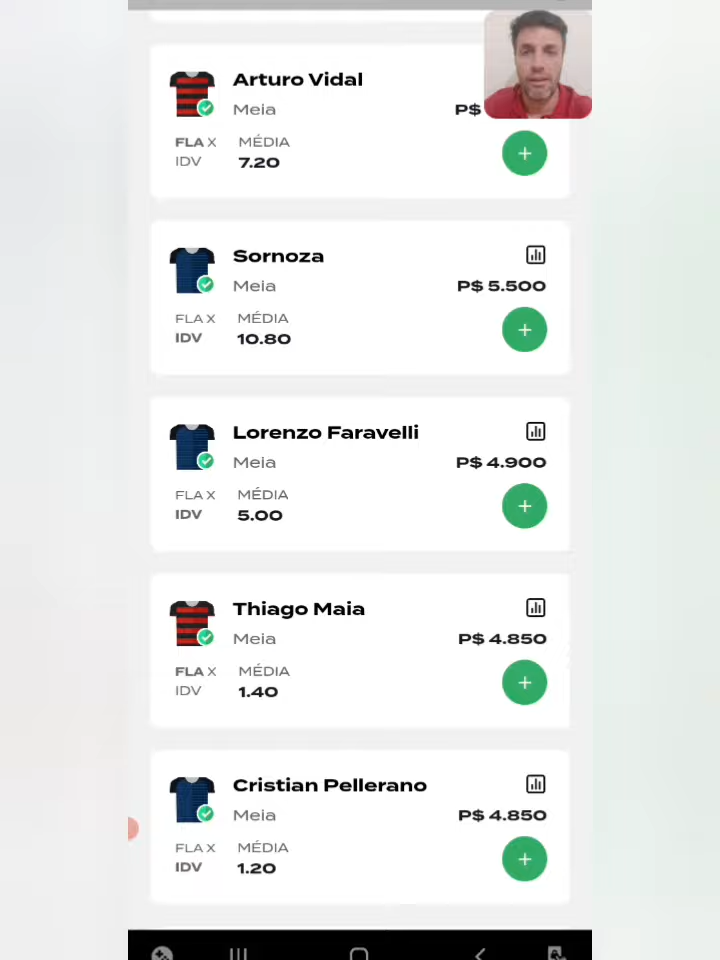 Arturo Vidal
Meia
P$
FLA X
MÉDIA
IDV
7.20
Sornoza
Meia
P$ 5.500
FLA X
MÉDIA
IDV
10.80
Lorenzo Faravelli
Meia
P$ 4.900
FLA X
MÉDIA
IDV
5.00
Thiago Maia
Meia
P$ 4.850
FLA X
MÉDIA
IDV
1.40
Cristian Pellerano
Meia
P$ 4.850
FLA X
MÉDIA
IDV
1.20